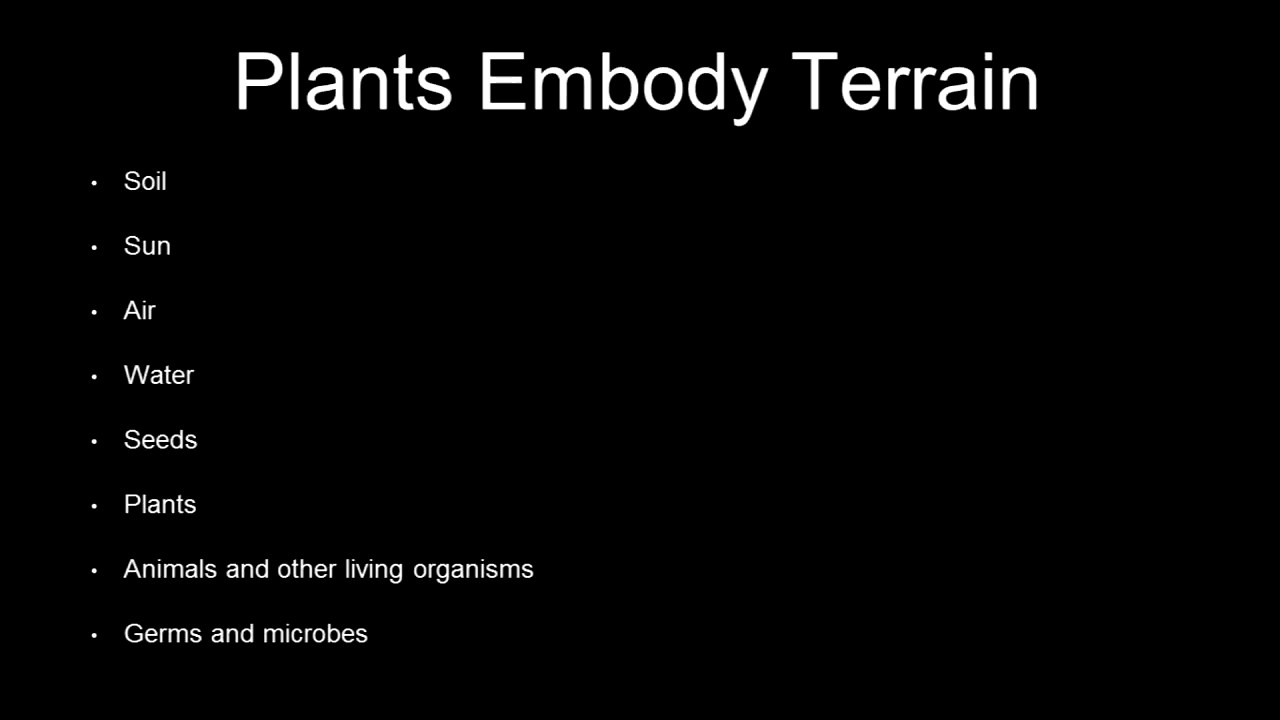 Plants Embody Terrain
• Soil
• Sun
• Air
• Water
• Seeds
• Plants
• Animals and other living organisms
• Germs and microbes